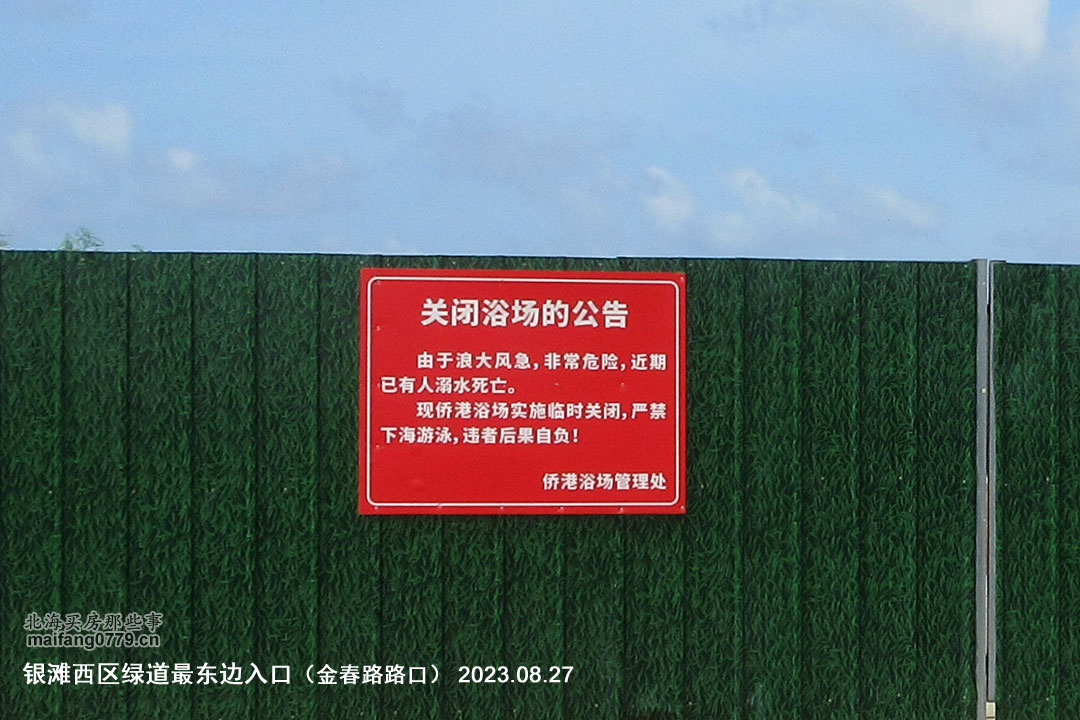 关闭浴场的公告
由于浪大风急，非常危险，近期
已有人溺水死亡。
现侨港浴场实施临时关闭，严禁
下海游泳，违者后果自负！
侨港浴场管理处
北海买房那些事
maifang0779.cn
银滩西区绿道最东边入口（金春路路口） 2023.08.27